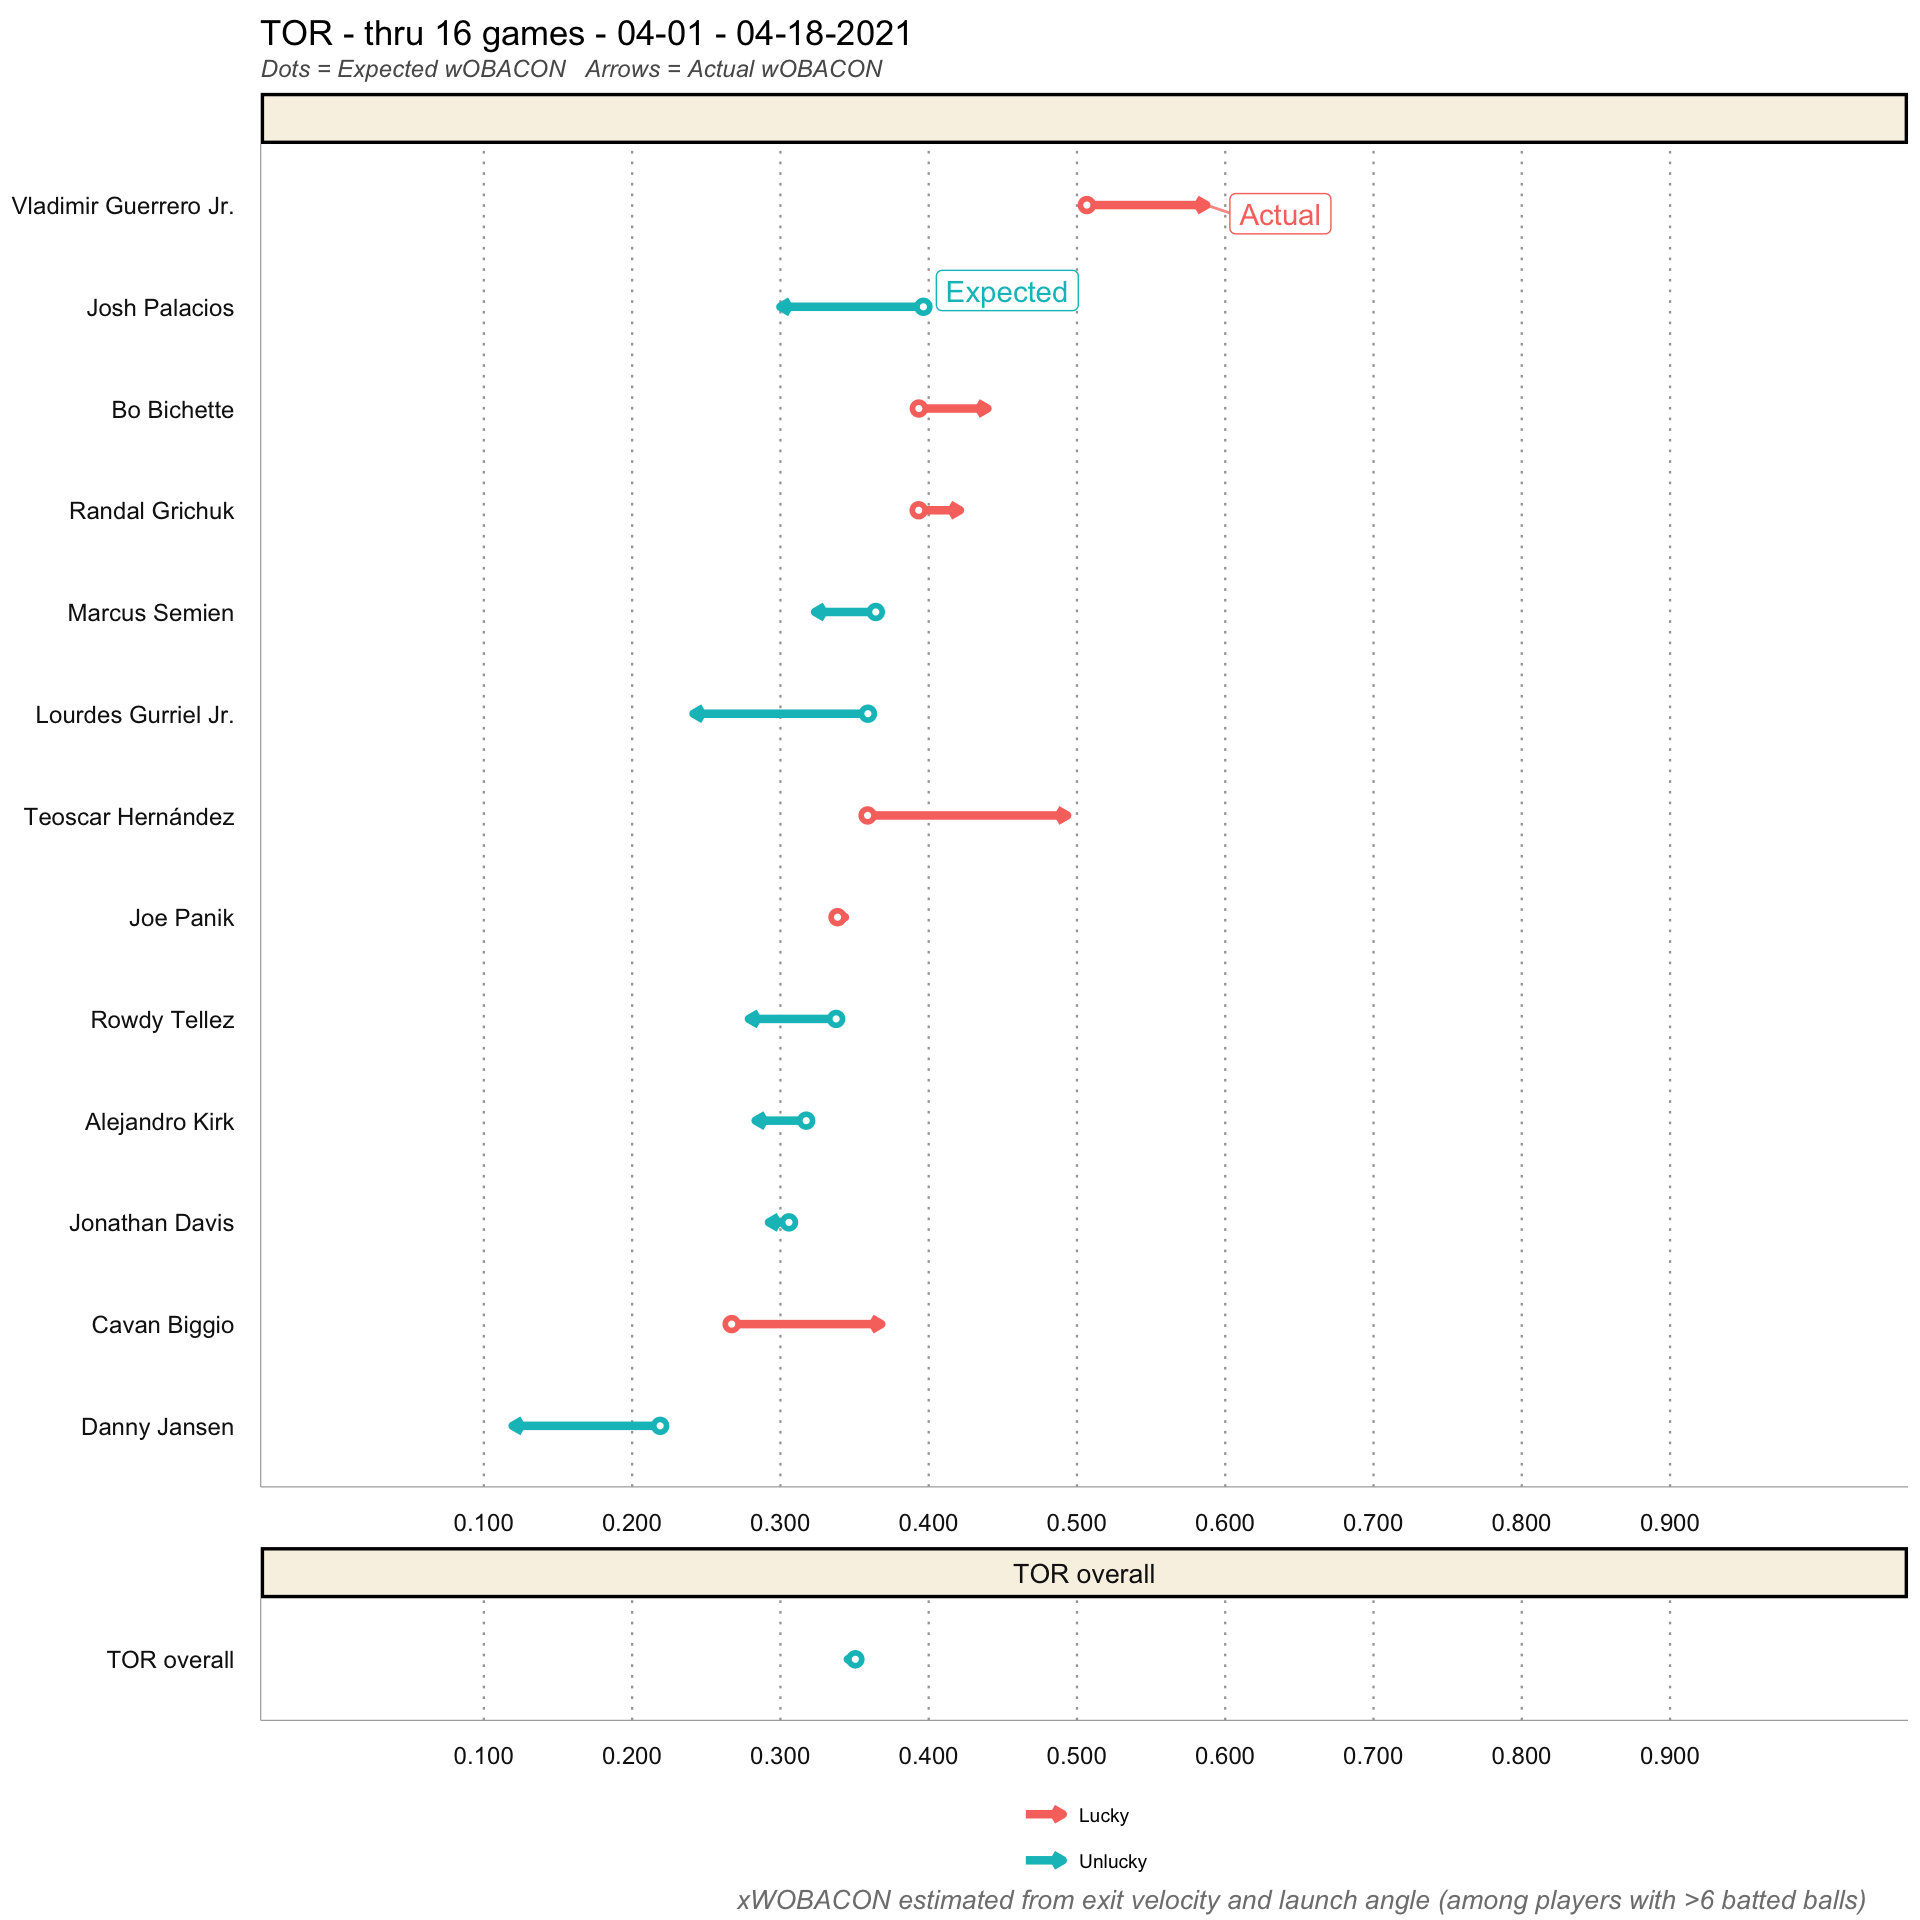 TOR - thru 16 games - 04-01 - 04-18-2021
Dots = Expected wOBACON   Arrows = Actual wOBACON
Vladimir Guerrero Jr.
Actual
Josh Palacios
Expected
Bo Bichette
Randal Grichuk
Marcus Semien
Lourdes Gurriel Jr.
Teoscar Hernández
Joe Panik
Rowdy Tellez
Alejandro Kirk
Jonathan Davis
Cavan Biggio
Danny Jansen
0.100 0.200 0.300 0.400 0.500 0.600 0.700 0.800 0.900
TOR overall
TOR overall
0.100 0.200 0.300 0.400 0.500 0.600 0.700 0.800 0.900
Lucky
Unlucky
xWOBACON estimated from exit velocity and launch angle (among players with >6 batted balls)